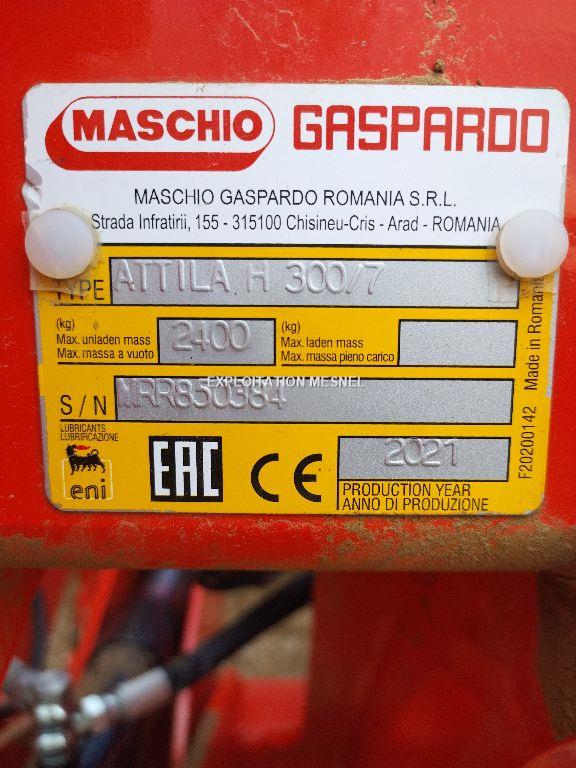 MASCHIO GASPARDO
MASCHIO GASPARDO ROMANIA S.R.L.
Strada Infratirii, 155 - 315100 Chisineu-Cris - Arad - ROMANIA
TYPE ATTILA H 300/7
(kg)
Max. unladen mass
Max. massa a vuoto
2400
(kg)
Max. laden mass
Max. massa pieno carico
EXPLOITATION MESNEL
S/N
LUBRICANTS
LUBRIFICAZIONE
eni
EAC CE
2021
PRODUCTION YEAR
ANNO DI PRODUZIONE
F20200142 Made in Romania